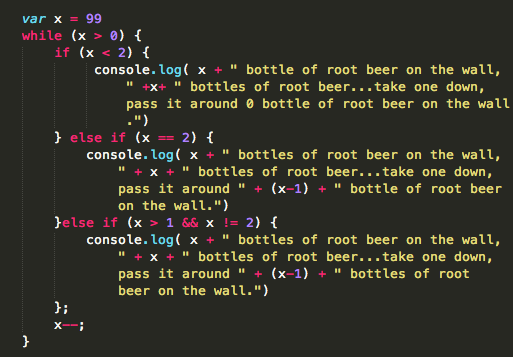 var x = 99
while (x > 0) {
    if (x < 2) {
         console.log( x + " bottle of root beer on the wall,
             " +x+ " bottles of root beer...take one down,
             pass it around 0 bottle of root beer on the wall
             .")
    } else if (x == 2) {
        console.log( x + " bottles of root beer on the wall,
            " + x + " bottles of root beer...take one down,
            pass it around " + (x-1) + " bottle of root beer
            on the wall.")
    }else if (x > 1 && x != 2) {
        console.log( x + " bottles of root beer on the wall,
            " + x + " bottles of root beer...take one down,
            pass it around " + (x-1) + " bottles of root
            beer on the wall.")
    };
    x--;
}